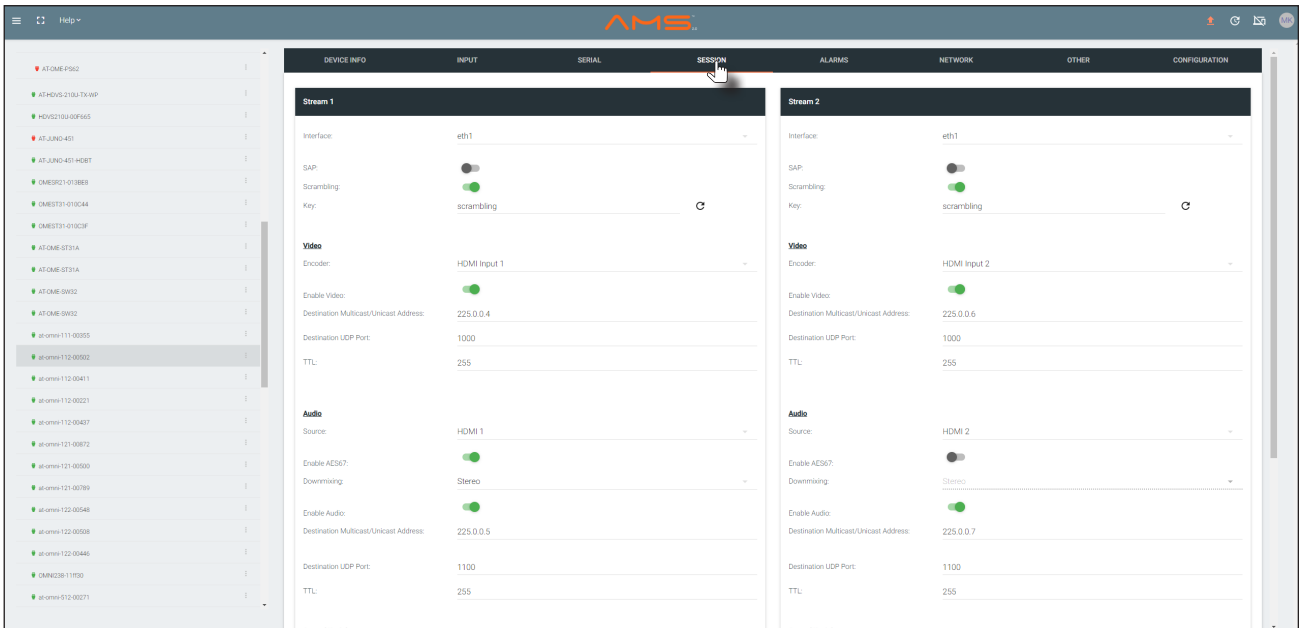 Help
AMS
MK
AT-OME-PS62
AT-HDVS-210U-TX-WP
HDVS210U-00F665
AT-JUNO-451
AT-JUNO-451-HDBT
OMESR21-013BE8
OMEST31-010C44
OMEST31-010C3F
AT-OME-ST31A
AT-OME-ST31A
AT-OME-SW32
AT-OME-SW32
at-omni-111-00355
at-omni-112-00502
at-omni-112-00411
at-omni-112-00221
at-omni-112-00437
at-omni-121-00872
at-omni-121-00500
at-omni-121-00789
at-omni-122-00548
at-omni-122-00508
at-omni-122-00446
OMNI238-11ff30
at-omni-512-00271
DEVICE INFO INPUT SERIAL SESSION ALARMS NETWORK OTHER CONFIGURATION
Stream 1
Interface: eth1
SAP:
Scrambling:
Key: scrambling
Video
Encoder: HDMI Input 1
Enable Video:
Destination Multicast/Unicast Address: 225.0.0.4
Destination UDP Port: 1000
TTL: 255
Audio
Source: HDMI 1
Enable AES67:
Downmixing: Stereo
Enable Audio:
Destination Multicast/Unicast Address: 225.0.0.5
Destination UDP Port: 1100
TTL: 255
Stream 2
Interface: eth1
SAP:
Scrambling:
Key: scrambling
Video
Encoder: HDMI Input 2
Enable Video:
Destination Multicast/Unicast Address: 225.0.0.6
Destination UDP Port: 1000
TTL: 255
Audio
Source: HDMI 2
Enable AES67:
Downmixing: Stereo
Enable Audio:
Destination Multicast/Unicast Address: 225.0.0.7
Destination UDP Port: 1100
TTL: 255